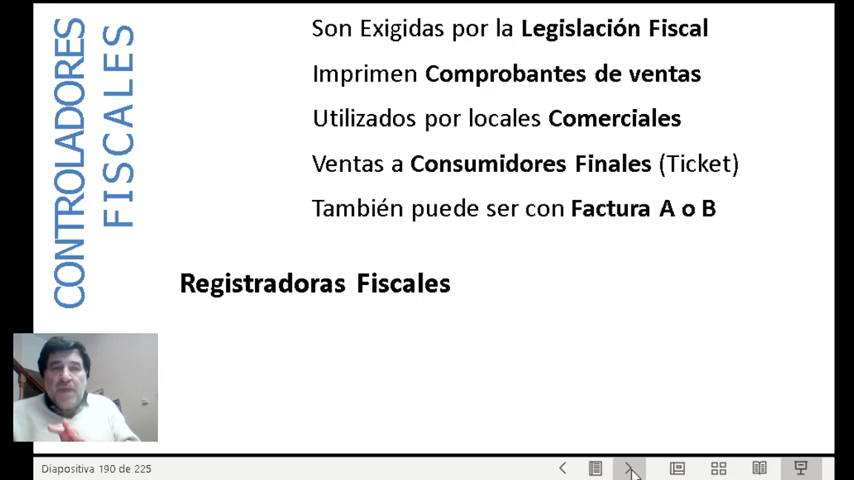 CONTROLADORES
FISCALES
Son Exigidas por la Legislación Fiscal
Imprimen Comprobantes de ventas
Utilizados por locales Comerciales
Ventas a Consumidores Finales (Ticket)
También puede ser con Factura A o B
Registradoras Fiscales
Diapositiva 190 de 225